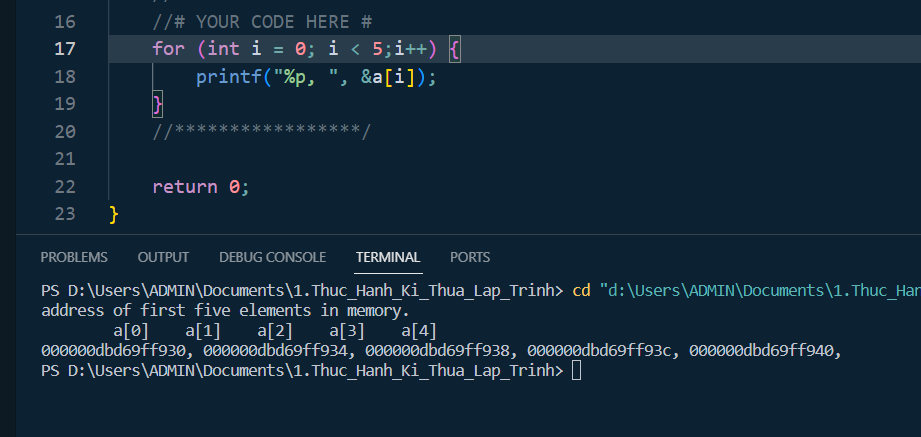 16 //# YOUR CODE HERE #
17 for (int i = 0; i < 5;i++) {
18 printf("%p, ", &a[i]);
19 }
20 //*****************/
21
22 return 0;
23 }
PROBLEMS OUTPUT DEBUG CONSOLE TERMINAL PORTS
PS D:\Users\ADMIN\Documents\1.Thuc_Hanh_Ki_Thua_Lap_Trinh> cd "d:\Users\ADMIN\Documents\1.Thuc_Han
address of first five elements in memory.
a[0] a[1] a[2] a[3] a[4]
000000dbd69ff930, 000000dbd69ff934, 000000dbd69ff938, 000000dbd69ff93c, 000000dbd69ff940,
PS D:\Users\ADMIN\Documents\1.Thuc_Hanh_Ki_Thua_Lap_Trinh>